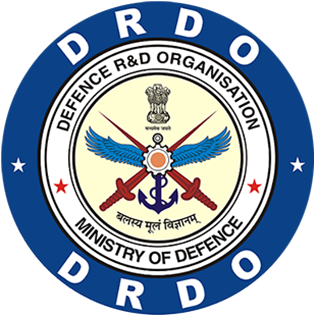 DRDO
DEFENCE R&D ORGANISATION
सत्यमेव जयते
बलस्य मूलं विज्ञानम्
MINISTRY OF DEFENCE
DRDO